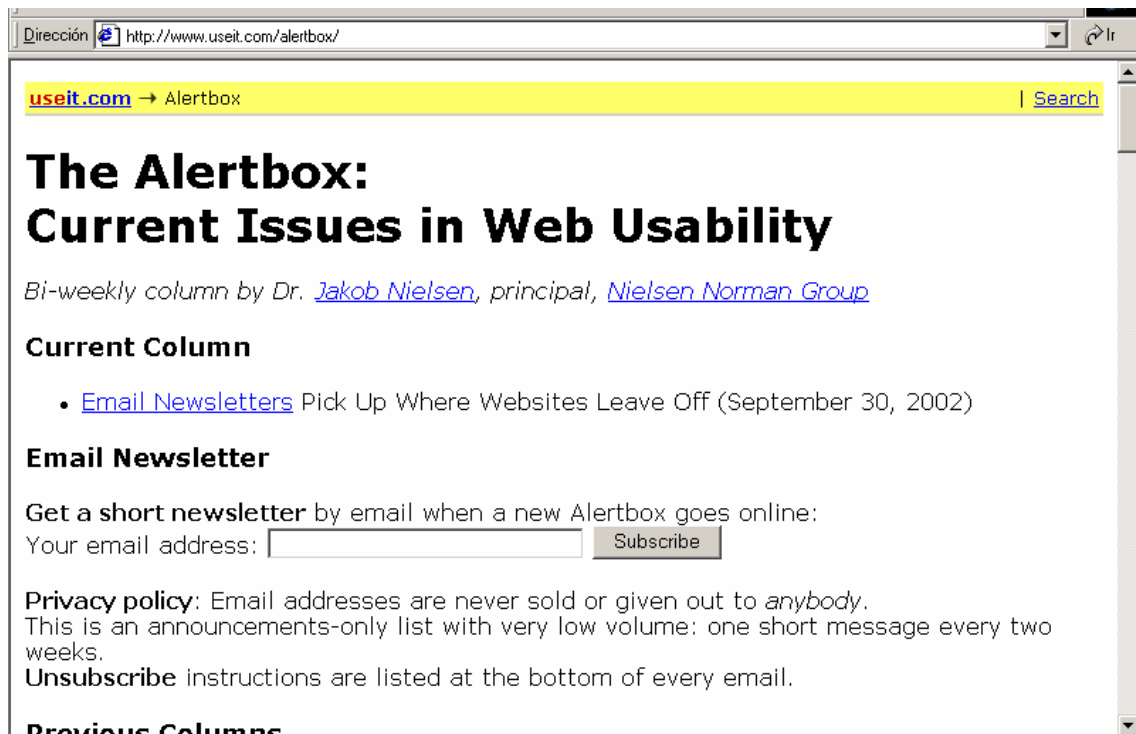 Dirección http://www.useit.com/alertbox/ Ir
useit.com → Alertbox | Search
The Alertbox:
Current Issues in Web Usability
Bi-weekly column by Dr. Jakob Nielsen, principal, Nielsen Norman Group
Current Column
• Email Newsletters Pick Up Where Websites Leave Off (September 30, 2002)
Email Newsletter
Get a short newsletter by email when a new Alertbox goes online:
Your email address: Subscribe
Privacy policy: Email addresses are never sold or given out to anybody.
This is an announcements-only list with very low volume: one short message every two
weeks.
Unsubscribe instructions are listed at the bottom of every email.
Previous Columns